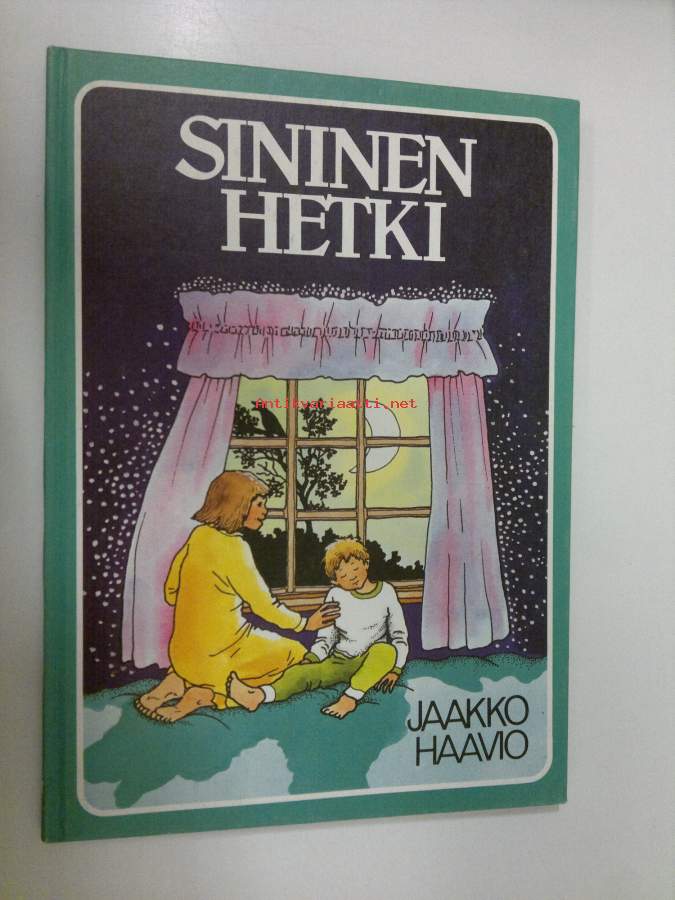 SININEN
HETKI
Antikvariaatti.net
JAAKKO
HAAVIO